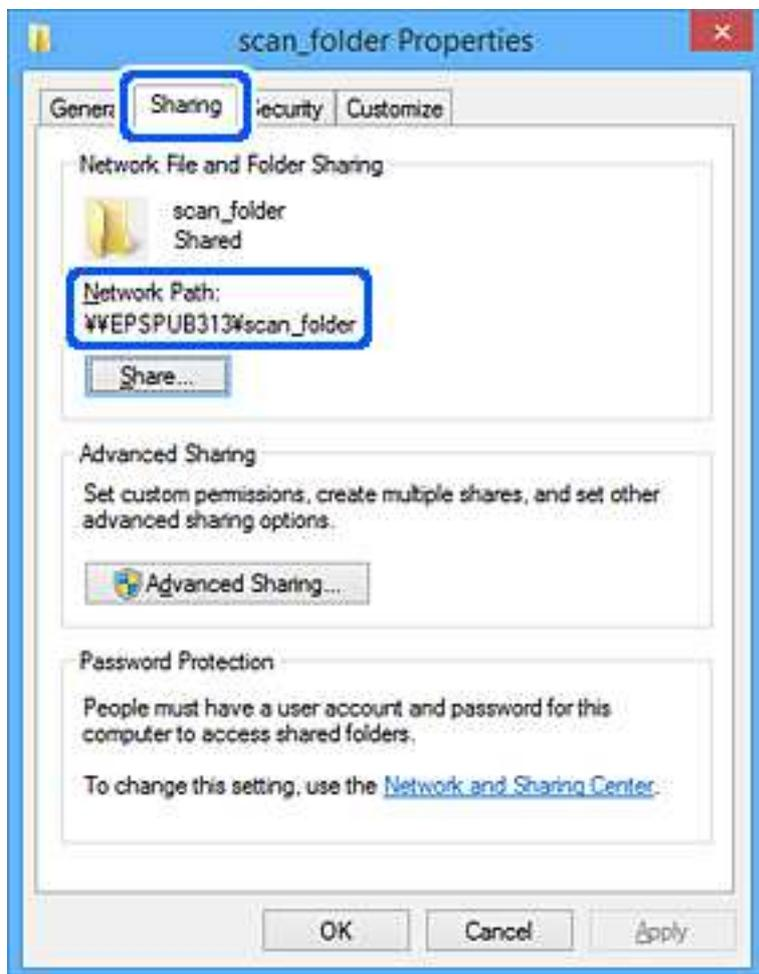 scan_folder Properties
General Sharing Security Customize
Network File and Folder Sharing
scan_folder
Shared
Network Path:
¥¥EPSPUB313¥scan_folder
Share...
Advanced Sharing
Set custom permissions, create multiple shares, and set other
advanced sharing options.
Advanced Sharing...
Password Protection
People must have a user account and password for this
computer to access shared folders.
To change this setting, use the Network and Sharing Center.
OK Cancel Apply